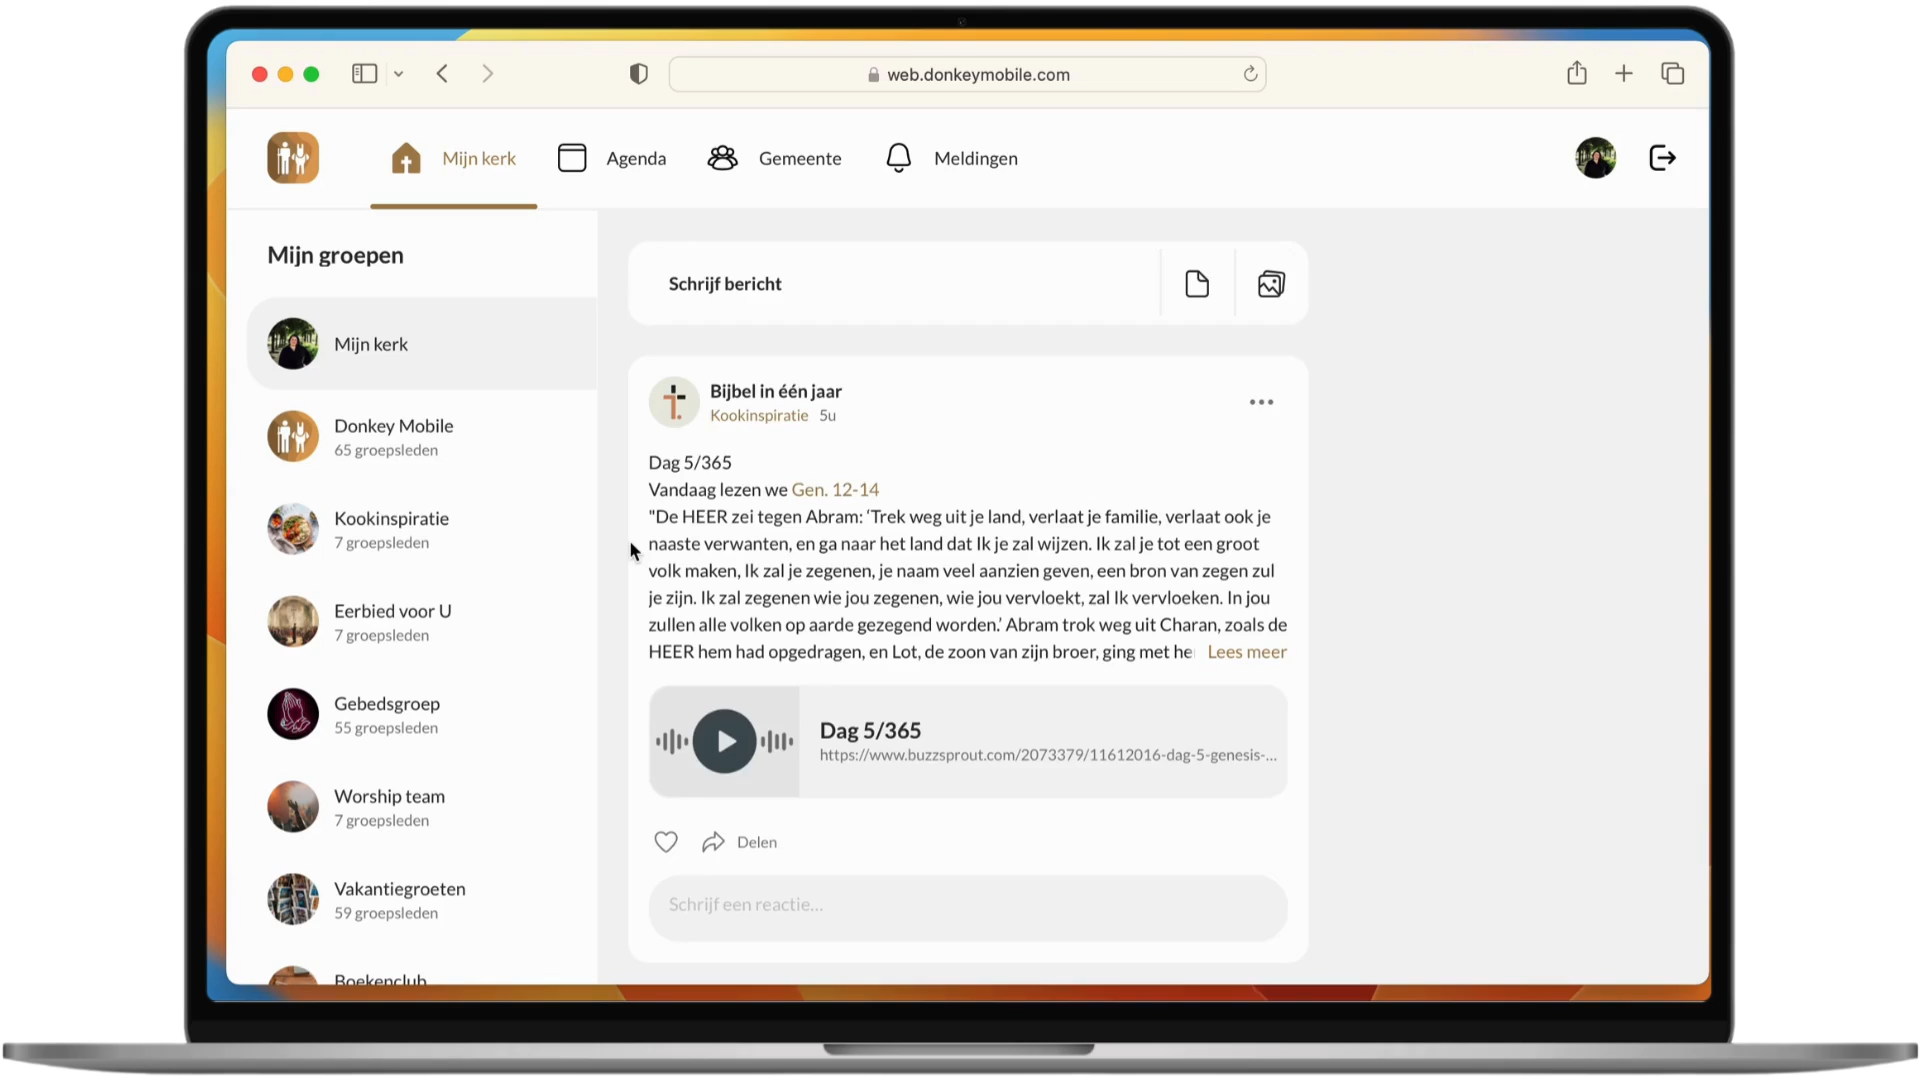 web.donkeymobile.com
Mijn kerk
Agenda
Gemeente
Meldingen
Mijn groepen
Mijn kerk
Donkey Mobile
65 groepsleden
Kookinspiratie
7 groepsleden
Eerbied voor U
7 groepsleden
Gebedsgroep
55 groepsleden
Worship team
7 groepsleden
Vakantiegroeten
59 groepsleden
Boekenclub
Schrijf bericht
Bijbel in één jaar
Kookinspiratie 5u
Dag 5/365
Vandaag lezen we Gen. 12-14
"De HEER zei tegen Abram: ‘Trek weg uit je land, verlaat je familie, verlaat ook je
naaste verwanten, en ga naar het land dat Ik je zal wijzen. Ik zal je tot een groot
volk maken, Ik zal je zegenen, je naam veel aanzien geven, een bron van zegen zul
je zijn. Ik zal zegenen wie jou zegenen, wie jou vervloekt, zal Ik vervloeken. In jou
zullen alle volken op aarde gezegend worden.’ Abram trok weg uit Charan, zoals de
HEER hem had opgedragen, en Lot, de zoon van zijn broer, ging met he Lees meer
Dag 5/365
https://www.buzzsprout.com/2073379/11612016-dag-5-genesis-...
Delen
Schrijf een reactie...